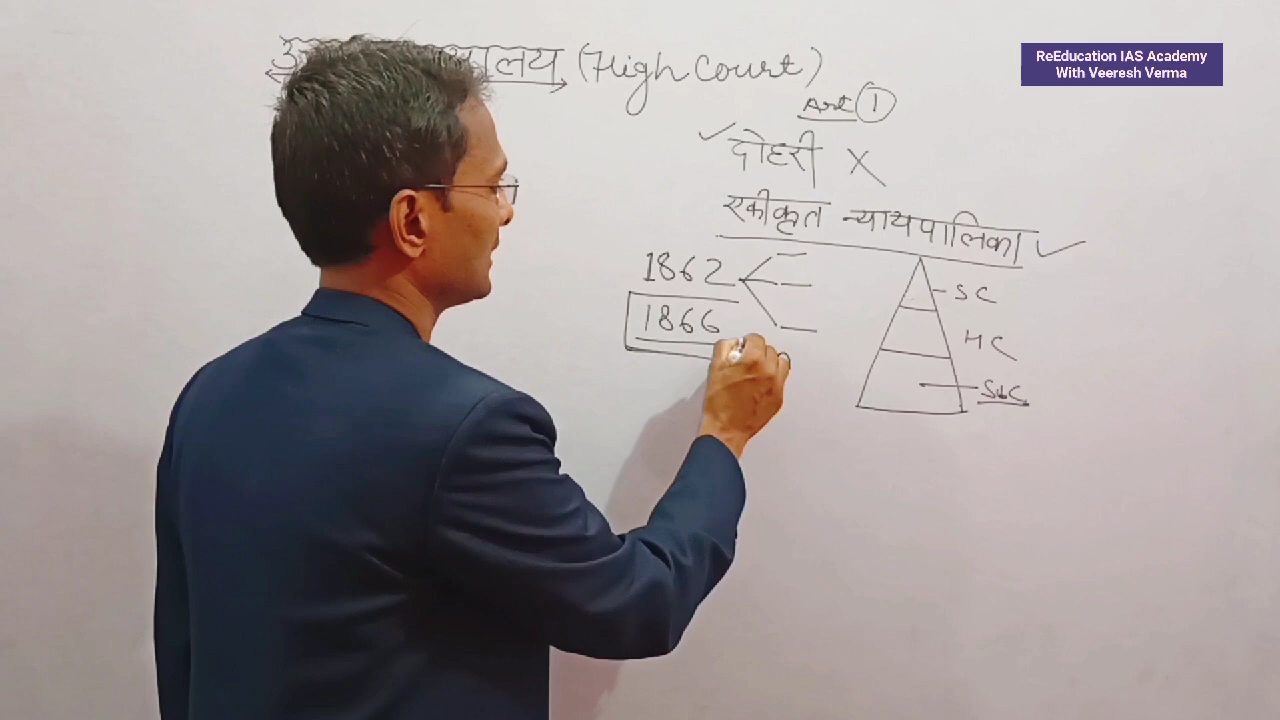 ReEducation IAS Academy
With Veeresh Verma
(High Court)
Art 1
दोहरी X
एकीकृत न्यायपालिका
1862
1866
SC
HC
SbC